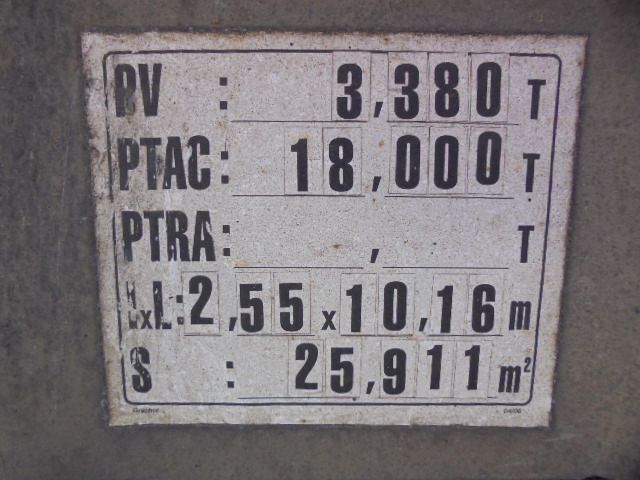 PV : 3,380 T
PTAC: 18,000 T
PTRA: , T
LxL: 2,55 x 10,16 m
S : 25,911 m²